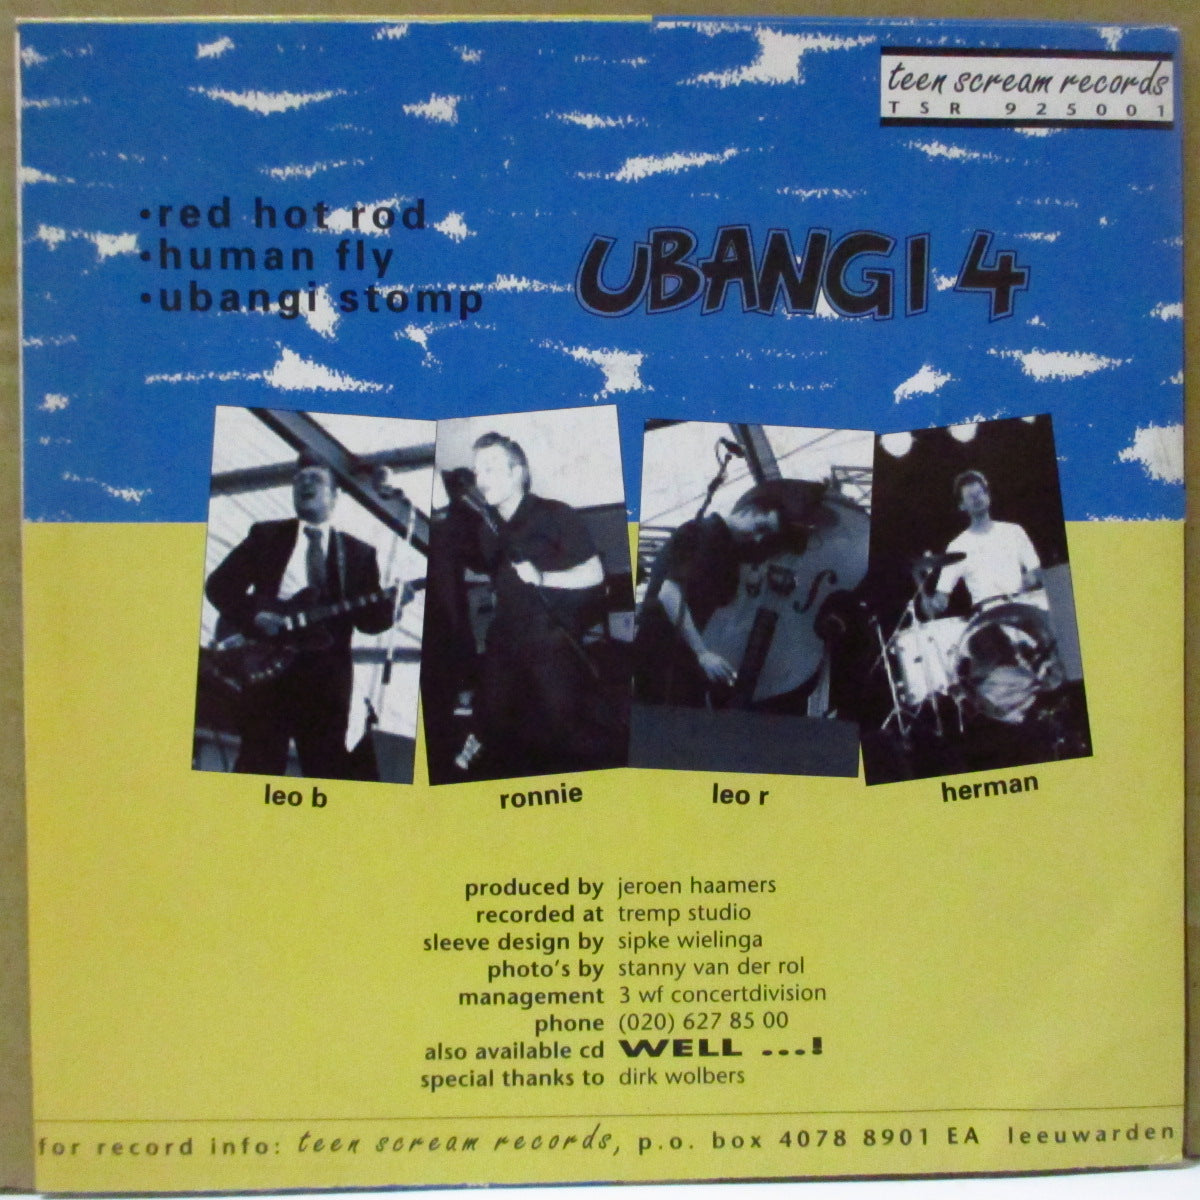 teen scream records
TSR 925001
•red hot rod
•human fly
•ubangi stomp
UBANGI 4
leo b
ronnie
leo r
herman
produced by jeroen haamers
recorded at tremp studio
sleeve design by sipke wielinga
photo's by stanny van der rol
management 3 wf concertdivision
phone (020) 627 85 00
also available cd WELL ...!
special thanks to dirk wolbers
for record info: teen scream records, p.o. box 4078 8901 EA leeuwarden